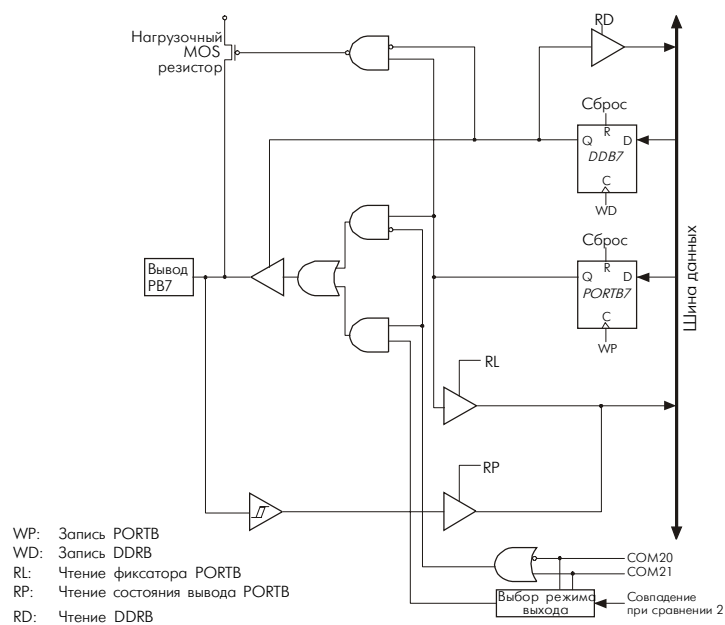 RD
Нагрузочный
MOS
резистор
Сброс
R
Q D
DDB7
C
WD
Сброс
R
Q D
PORTB7
C
WP
Шина данных
Вывод
PB7
RL
RP
WP: Запись PORTB
WD: Запись DDRB
RL: Чтение фиксатора PORTB
RP: Чтение состояния вывода PORTB
RD: Чтение DDRB
COM20
COM21
Выбор режима
выхода
Совпадение
при сравнении 2